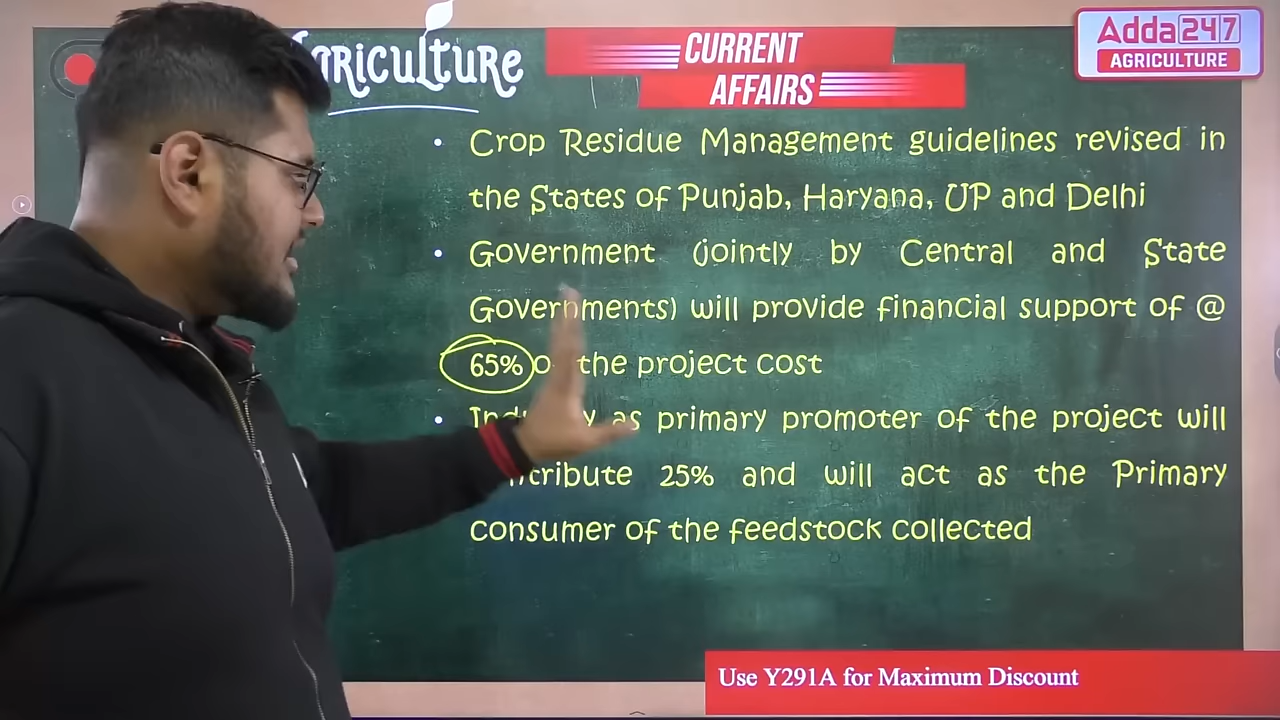 AGRICULTURE
CURRENT
AFFAIRS
Adda247
AGRICULTURE
• Crop Residue Management guidelines revised in
the States of Punjab, Haryana, UP and Delhi
• Government (jointly by Central and State
Governments) will provide financial support of @
65% the project cost
• as primary promoter of the project will
25% and will act as the Primary
consumer of the feedstock collected
Use Y291A for Maximum Discount